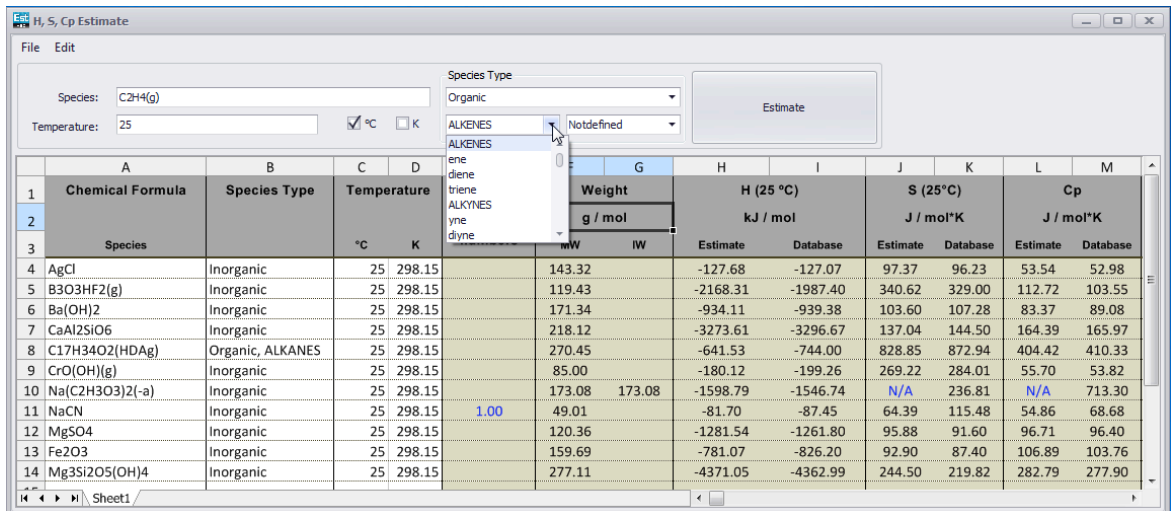 Est H, S, Cp Estimate
File Edit
Species Type
Species: C2H4(g) Organic Estimate
Temperature: 25 ºC K ALKENES Notdefined
ALKENES
ene
diene
triene
ALKYNES
yne
diyne
A B C D G H I J K L M
1 Chemical Formula Species Type Temperature Weight H (25 ºC) S (25°C) Cp
2 g / mol kJ / mol J / mol*K J / mol*K
3 Species °C K MW IW Estimate Database Estimate Database Estimate Database
4 AgCl Inorganic 25 298.15 143.32 -127.68 -127.07 97.37 96.23 53.54 52.98
5 B3O3HF2(g) Inorganic 25 298.15 119.43 -2168.31 -1987.40 340.62 329.00 112.72 103.55
6 Ba(OH)2 Inorganic 25 298.15 171.34 -934.11 -939.38 103.60 107.28 83.37 89.08
7 CaAl2SiO6 Inorganic 25 298.15 218.12 -3273.61 -3296.67 137.04 144.50 164.39 165.97
8 C17H34O2(HDAg) Organic, ALKANES 25 298.15 270.45 -641.53 -744.00 828.85 872.94 404.42 410.33
9 CrO(OH)(g) Inorganic 25 298.15 85.00 -180.12 -199.26 269.22 284.01 55.70 53.82
10 Na(C2H3O3)2(-a) Inorganic 25 298.15 173.08 173.08 -1598.79 -1546.74 N/A 236.81 N/A 713.30
11 NaCN Inorganic 25 298.15 1.00 49.01 -81.70 -87.45 64.39 115.48 54.86 68.68
12 MgSO4 Inorganic 25 298.15 120.36 -1281.54 -1261.80 95.88 91.60 96.71 96.40
13 Fe2O3 Inorganic 25 298.15 159.69 -781.07 -826.20 92.90 87.40 106.89 103.76
14 Mg3Si2O5(OH)4 Inorganic 25 298.15 277.11 -4371.05 -4362.99 244.50 219.82 282.79 277.90
Sheet1